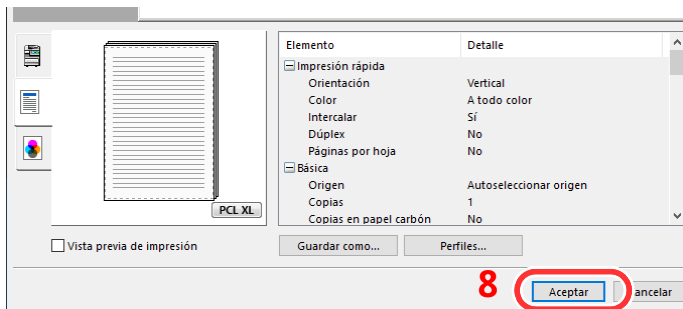 Elemento Detalle
Impresión rápida
Orientación Vertical
Color A todo color
Intercalar Sí
Dúplex No
Páginas por hoja No
Básica
Origen Autoseleccionar origen
Copias 1
Copias en papel carbón No
PCL XL
Vista previa de impresión Guardar como... Perfiles...
8 Aceptar ancelar